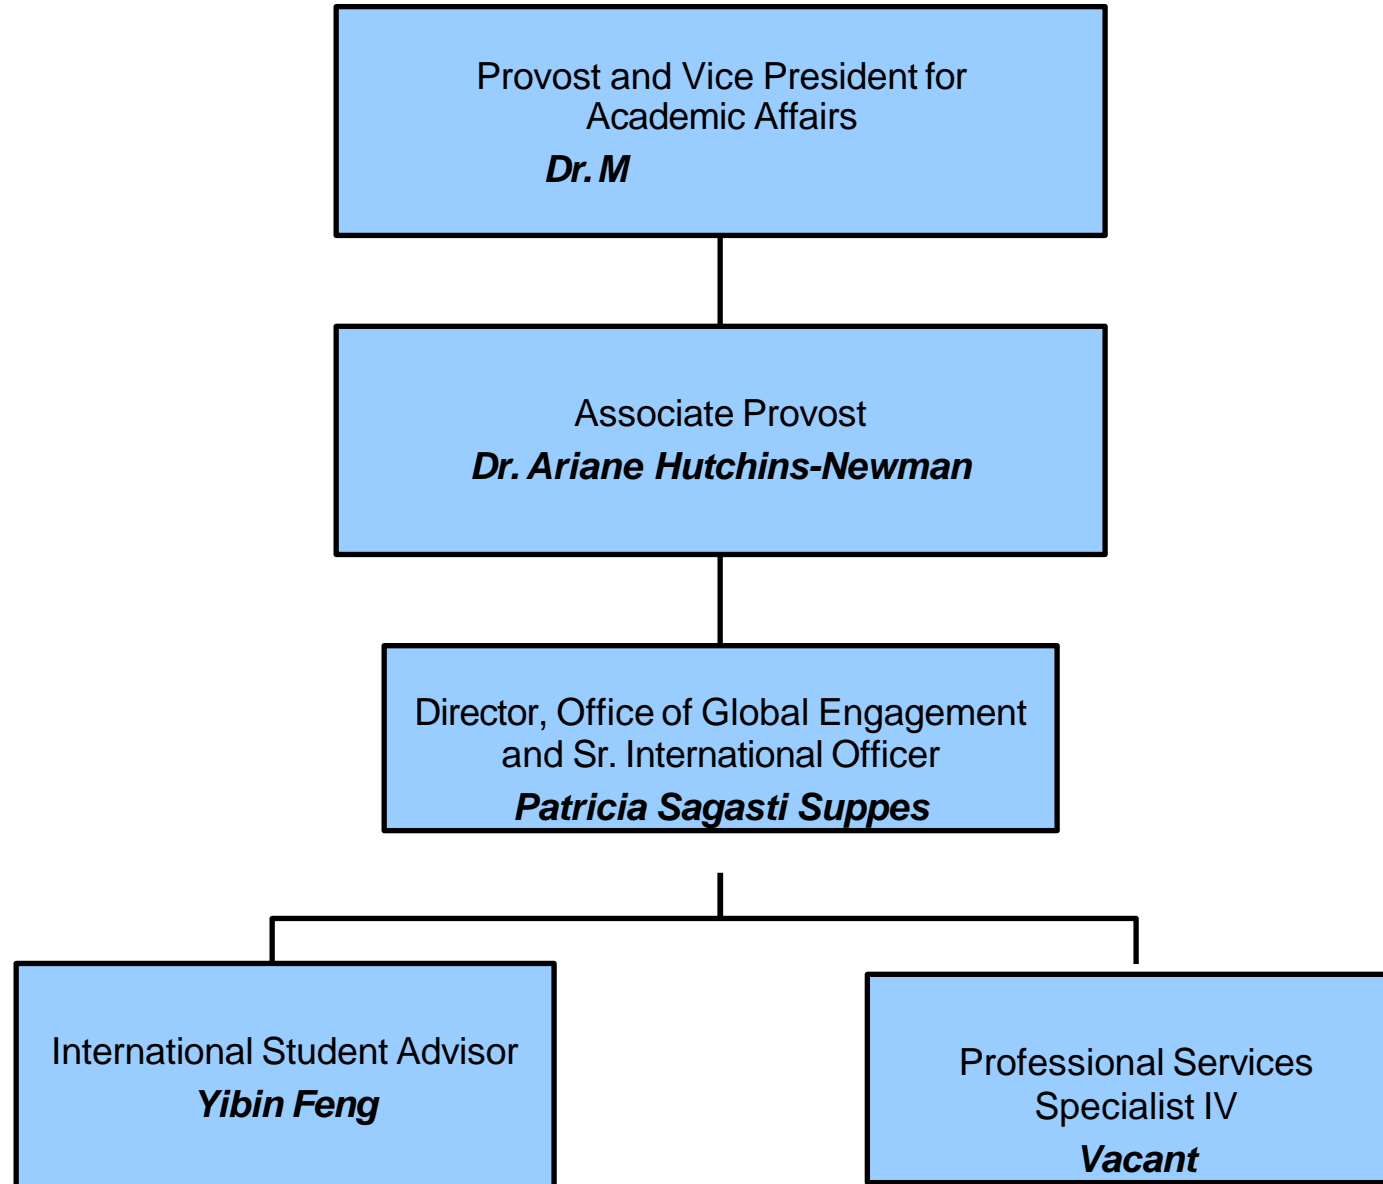 Provost and Vice President for
Academic Affairs
Dr. M
Associate Provost
Dr. Ariane Hutchins-Newman
Director, Office of Global Engagement
and Sr. International Officer
Patricia Sagasti Suppes
International Student Advisor
Yibin Feng
Professional Services
Specialist IV
Vacant